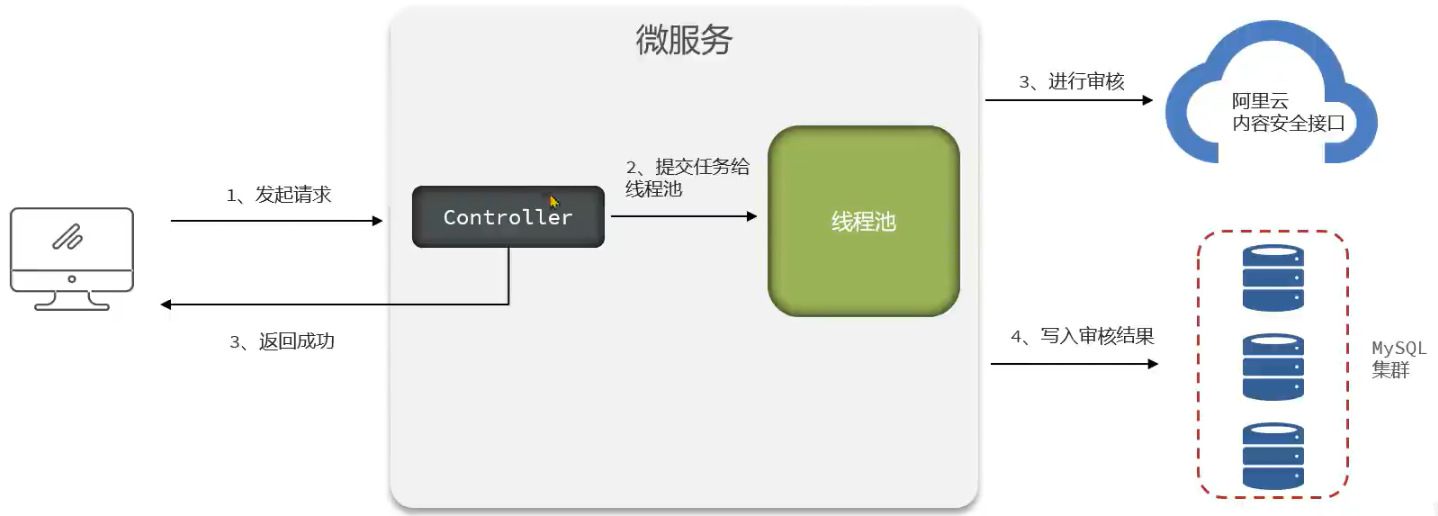 微服务
1、发起请求
Controller
2、提交任务给
线程池
线程池
3、返回成功
3、进行审核
阿里云
内容安全接口
4、写入审核结果
MySQL
集群